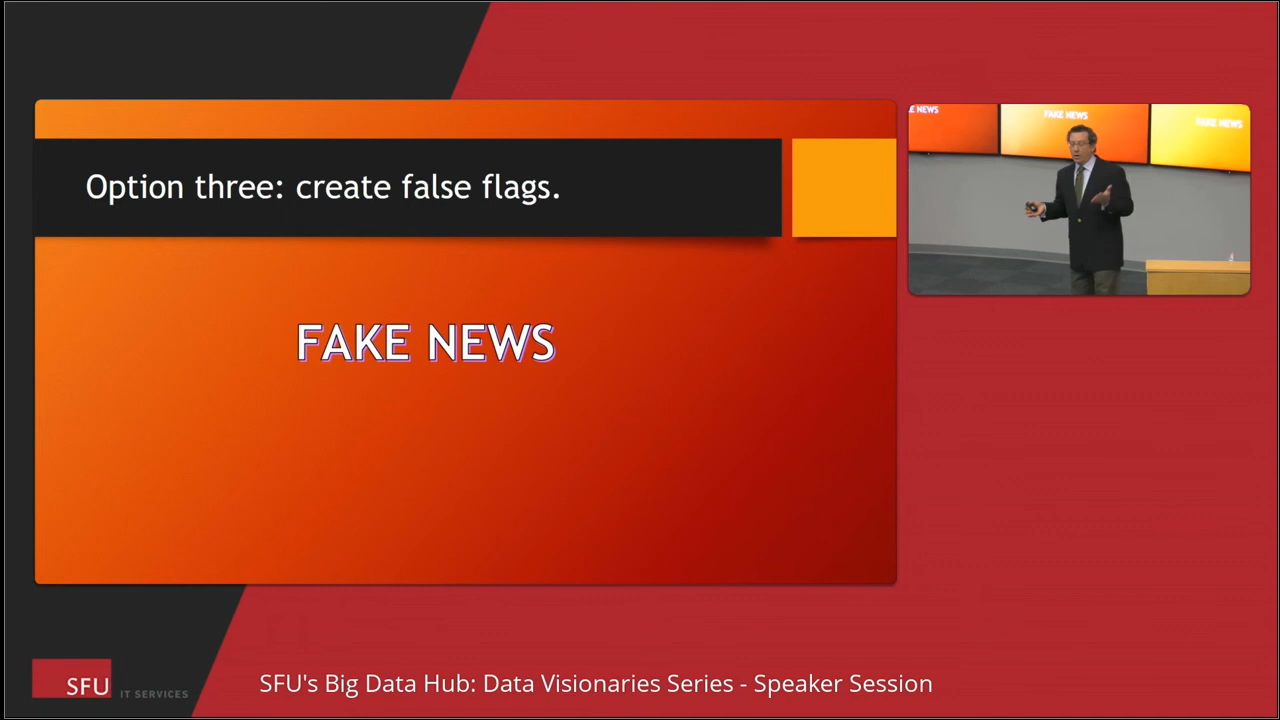 Option three: create false flags.
FAKE NEWS
E NEWS
FAKE NEWS
FAKE NEWS
SFU
IT SERVICES
SFU's Big Data Hub: Data Visionaries Series - Speaker Session